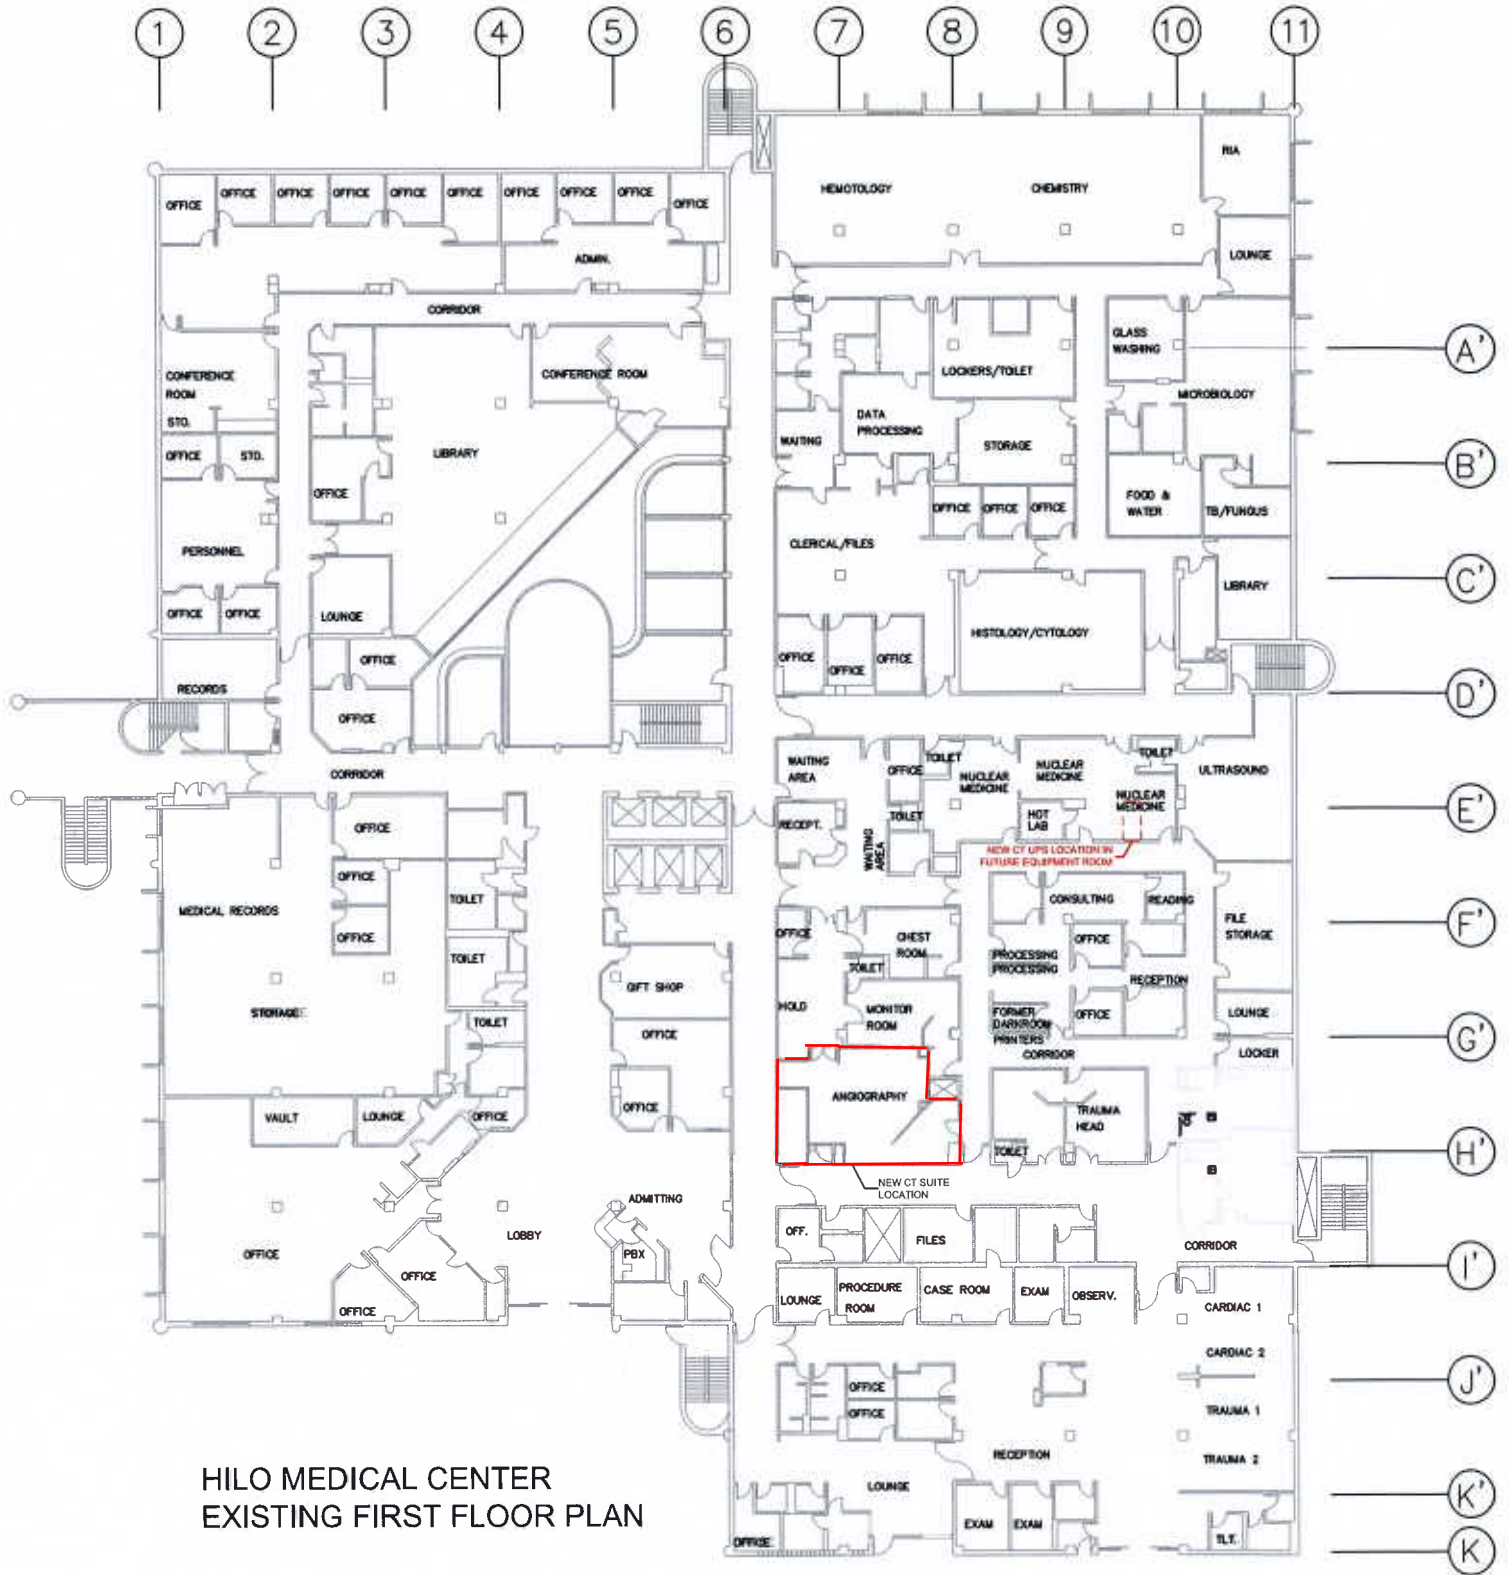 1 2 3 4 5 6 7 8 9 10 11
RIA
HEMOTOLOGY
CHEMISTRY
OFFICE OFFICE OFFICE OFFICE OFFICE OFFICE OFFICE OFFICE OFFICE OFFICE
LOUNGE
ADMIN.
CORRIDOR
GLASS
WASHING
A'
CONFERENCE
ROOM
CONFERENCE ROOM
LOCKERS/TOILET
MICROBIOLOGY
STO.
DATA
PROCESSING
WAITING
STORAGE
OFFICE
STO.
LIBRARY
B'
OFFICE
FOOD &
WATER
TB/FUNGUS
OFFICE OFFICE OFFICE
PERSONNEL
CLERICAL/FILES
C'
LIBRARY
OFFICE OFFICE
LOUNGE
HISTOLOGY/CYTOLOGY
OFFICE
OFFICE OFFICE OFFICE
RECORDS
D'
OFFICE
CORRIDOR
WAITING
AREA
OFFICE
TOILET
NUCLEAR
MEDICINE
NUCLEAR
MEDICINE
TOILET
ULTRASOUND
NUCLEAR
MEDICINE
E'
OFFICE
RECEPT.
TOILET
HOT
LAB
WAITING
AREA
NEW CT UPS LOCATION IN
FUTURE EQUIPMENT ROOM
OFFICE
MEDICAL RECORDS
TOILET
CONSULTING
READING
F'
FILE
STORAGE
OFFICE
OFFICE
CHEST
ROOM
OFFICE
TOILET
TOILET
PROCESSING
PROCESSING
RECEPTION
GIFT SHOP
STORAGE
HOLD
MONITOR
ROOM
FORMER
DARKROOM
PRINTERS
OFFICE
LOUNGE
TOILET
OFFICE
G'
CORRIDOR
LOCKER
VAULT
LOUNGE
OFFICE
OFFICE
ANGIOGRAPHY
TRAUMA
HEAD
TOILET
H'
NEW CT SUITE
LOCATION
ADMITTING
LOBBY
OFF.
FILES
PBX
OFFICE
CORRIDOR
I'
OFFICE
OFFICE
LOUNGE
PROCEDURE
ROOM
CASE ROOM
EXAM
OBSERV.
CARDIAC 1
CARDIAC 2
J'
OFFICE
OFFICE
TRAUMA 1
RECEPTION
TRAUMA 2
LOUNGE
K'
HILO MEDICAL CENTER
EXISTING FIRST FLOOR PLAN
OFFICE
EXAM EXAM
TLT.
K